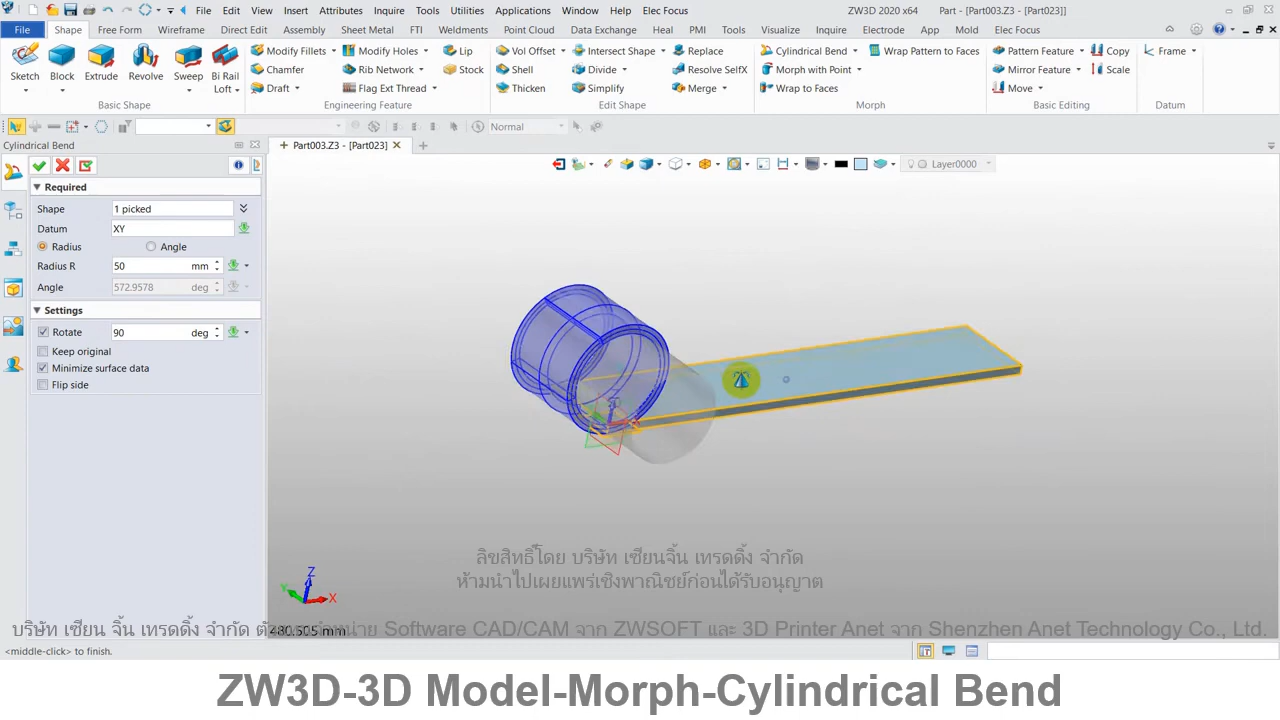 File Edit View Insert Attributes Inquire Tools Utilities Applications Window Help Elec Focus ZW3D 2020 x64 Part - [Part003.Z3 - [Part023]]
File Shape Free Form Wireframe Direct Edit Assembly Sheet Metal FTI Weldments Point Cloud Data Exchange Heal PMI Tools Visualize Inquire Electrode App Mold Elec Focus
Modify Fillets Modify Holes Lip Vol Offset Intersect Shape Replace Cylindrical Bend Wrap Pattern to Faces Pattern Feature Copy Frame
Chamfer Rib Network Stock Shell Divide Resolve SelfX Morph with Point Mirror Feature Scale
Sketch Block Extrude Revolve Sweep Bi Rail Loft
Draft Flag Ext Thread Thicken Simplify Merge Wrap to Faces Move
Basic Shape Engineering Feature Edit Shape Morph Basic Editing Datum
Normal
Cylindrical Bend Part003.Z3 - [Part023]
Layer0000
Required
Shape 1 picked
Datum XY
Radius Angle
Radius R 50 mm
Angle 572.9578 deg
Settings
Rotate 90 deg
Keep original
Minimize surface data
Flip side
Z
Y
X
ลิขสิทธิ์โดย บริษัท เซียนจิ้น เทรดดิ้ง จำกัด
ห้ามนำไปเผยแพร่เชิงพาณิชย์ก่อนได้รับอนุญาต
480.505 mm
บริษัท เซียน จิ้น เทรดดิ้ง จำกัด Software CAD/CAM จาก ZWSOFT และ 3D Printer Anet จาก Shenzhen Anet Technology Co., Ltd.
<middle-click> to finish.
ZW3D-3D Model-Morph-Cylindrical Bend